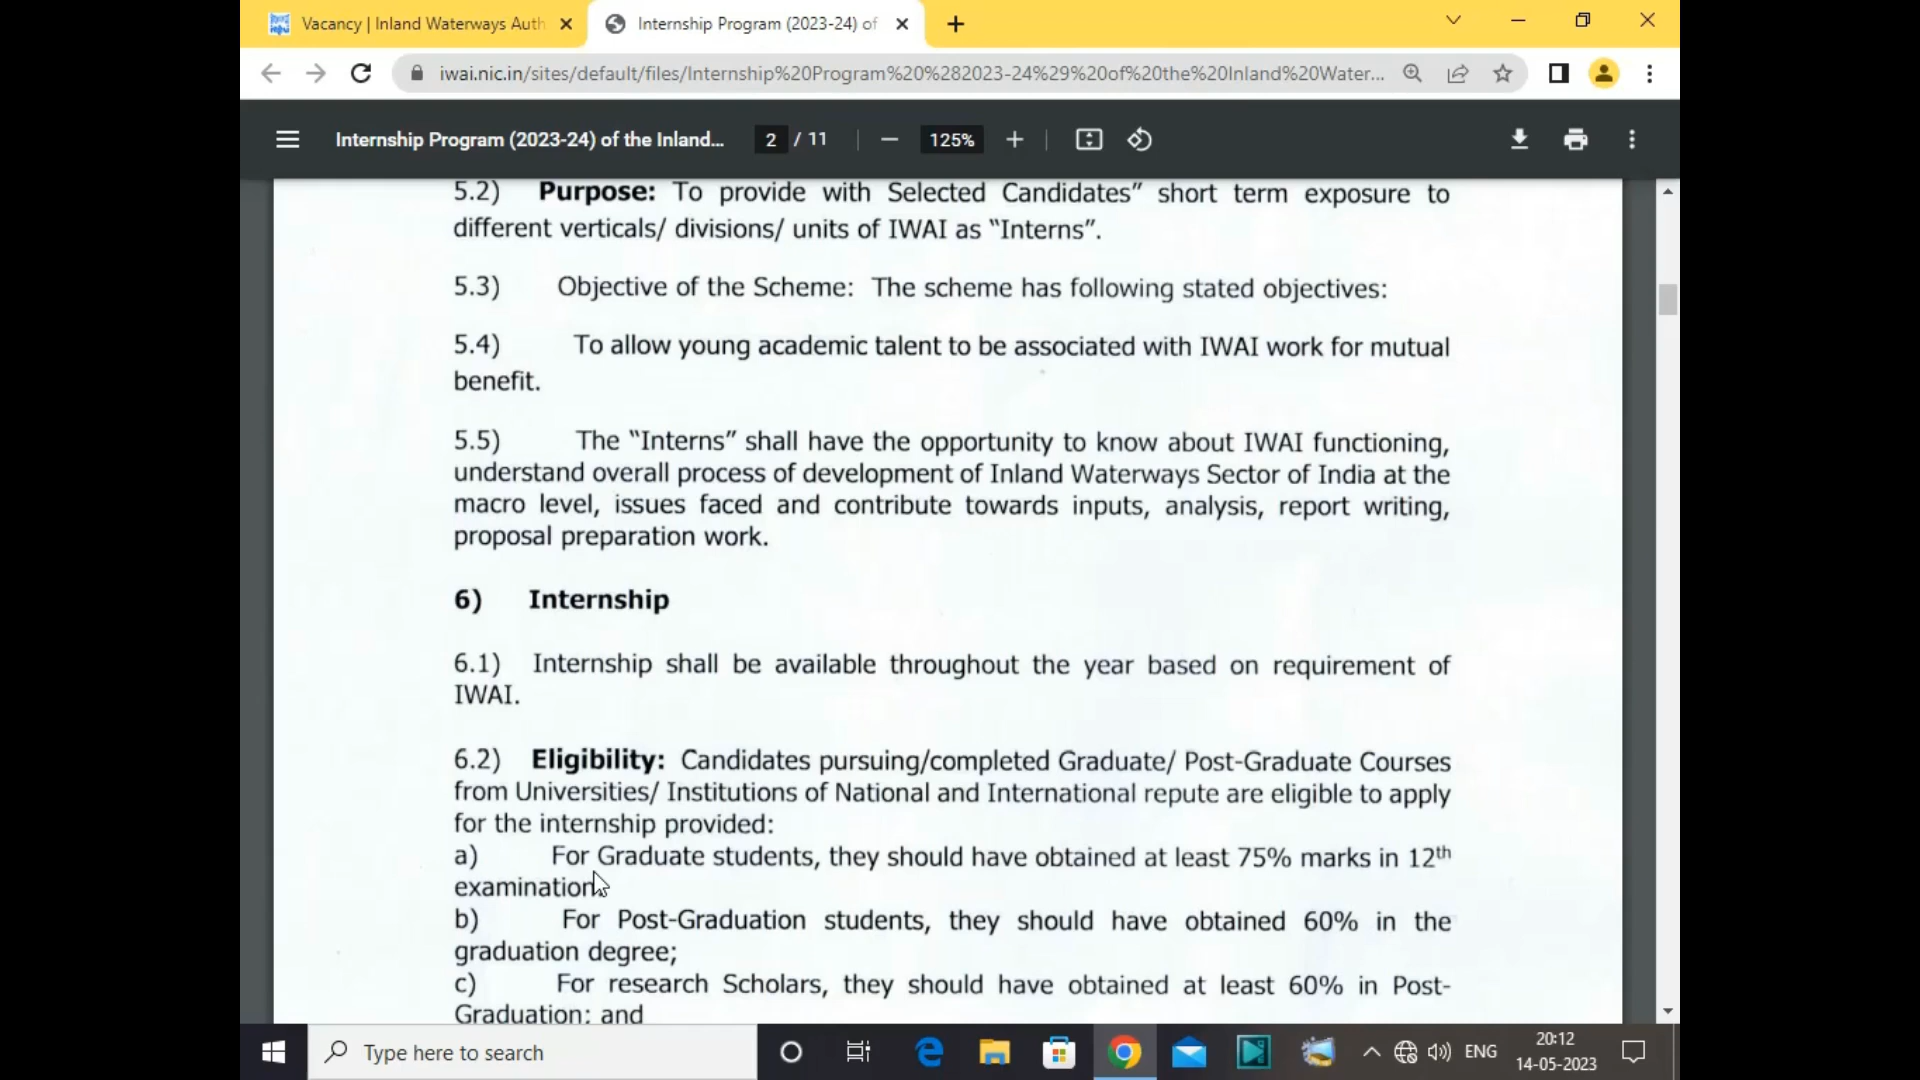 Vacancy | Inland Waterways Auth
Internship Program (2023-24) of
iwai.nic.in/sites/default/files/Internship%20Program%20%282023-24%29%20of%20the%20Inland%20Water...
Internship Program (2023-24) of the Inland...
2 / 11
125%
5.2) Purpose: To provide with Selected Candidates” short term exposure to
different verticals/ divisions/ units of IWAI as “Interns”.
5.3) Objective of the Scheme: The scheme has following stated objectives:
5.4) To allow young academic talent to be associated with IWAI work for mutual
benefit.
5.5) The “Interns” shall have the opportunity to know about IWAI functioning,
understand overall process of development of Inland Waterways Sector of India at the
macro level, issues faced and contribute towards inputs, analysis, report writing,
proposal preparation work.
6) Internship
6.1) Internship shall be available throughout the year based on requirement of
IWAI.
6.2) Eligibility: Candidates pursuing/completed Graduate/ Post-Graduate Courses
from Universities/ Institutions of National and International repute are eligible to apply
for the internship provided:
a) For Graduate students, they should have obtained at least 75% marks in 12th
examination
b) For Post-Graduation students, they should have obtained 60% in the
graduation degree;
c) For research Scholars, they should have obtained at least 60% in Post-
Graduation; and
Type here to search
ENG
20:12
14-05-2023